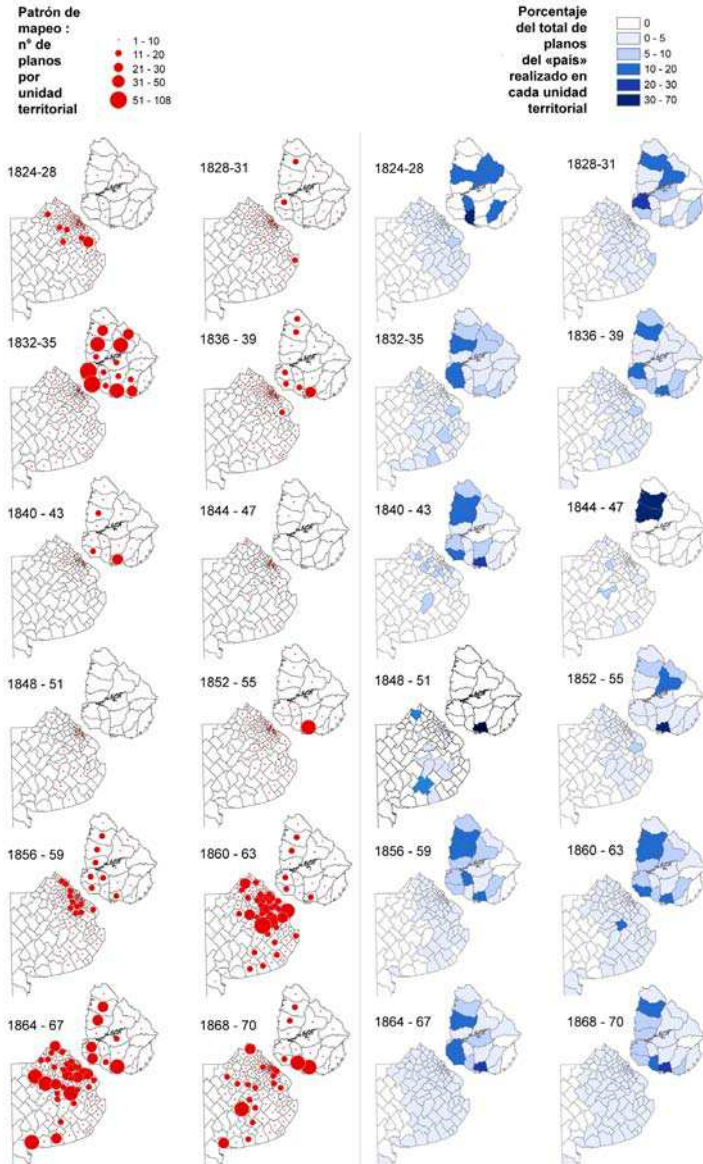 Patrón de
mapeo :
nº de
planos
por
unidad
territorial
1 - 10
11 - 20
21 - 30
31 - 50
51 - 108
Porcentaje
del total de
planos
del «país»
realizado en
cada unidad
territorial
0
0 - 5
5 - 10
10 - 20
20 - 30
30 - 70
1824-28
1828-31
1824-28
1828-31
1832-35
1836 - 39
1832-35
1836 - 39
1840 - 43
1844 - 47
1840 - 43
1844 - 47
1848 - 51
1852 - 55
1848 - 51
1852 - 55
1856 - 59
1860 - 63
1856 - 59
1860 - 63
1864 - 67
1868 - 70
1864 - 67
1868 - 70